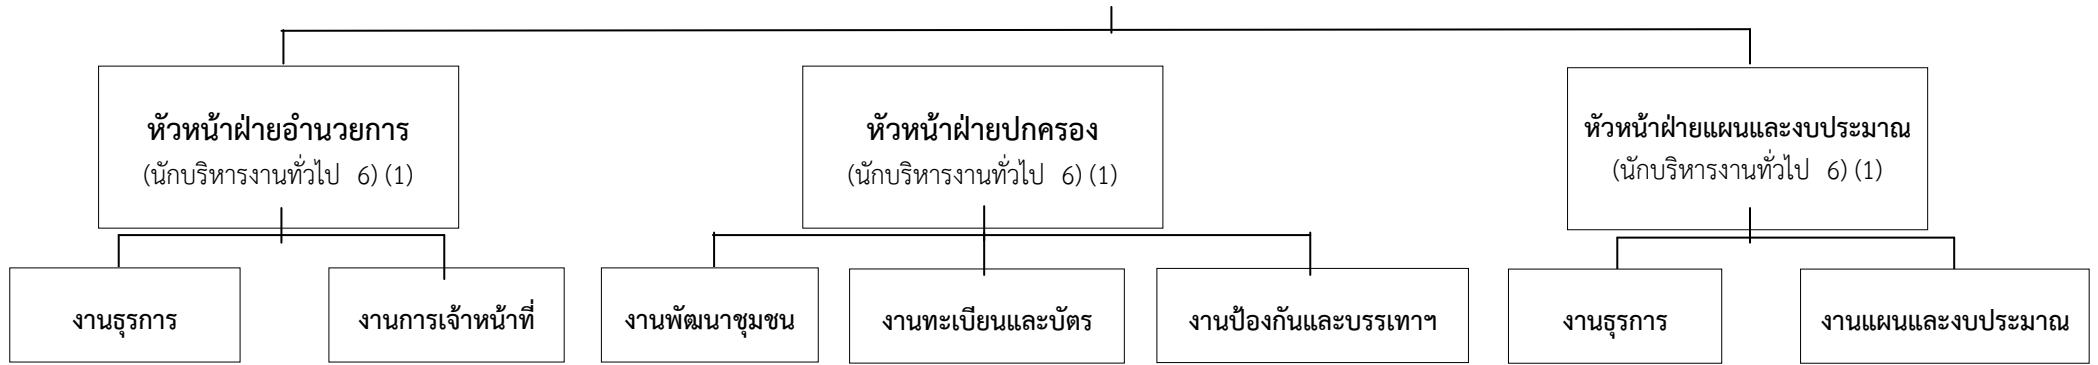 หัวหน้าฝ่ายอำนวยการ
(นักบริหารงานทั่วไป 6) (1)
หัวหน้าฝ่ายปกครอง
(นักบริหารงานทั่วไป 6) (1)
หัวหน้าฝ่ายแผนและงบประมาณ
(นักบริหารงานทั่วไป 6) (1)
งานธุรการ
งานการเจ้าหน้าที่
งานพัฒนาชุมชน
งานทะเบียนและบัตร
งานป้องกันและบรรเทาฯ
งานธุรการ
งานแผนและงบประมาณ